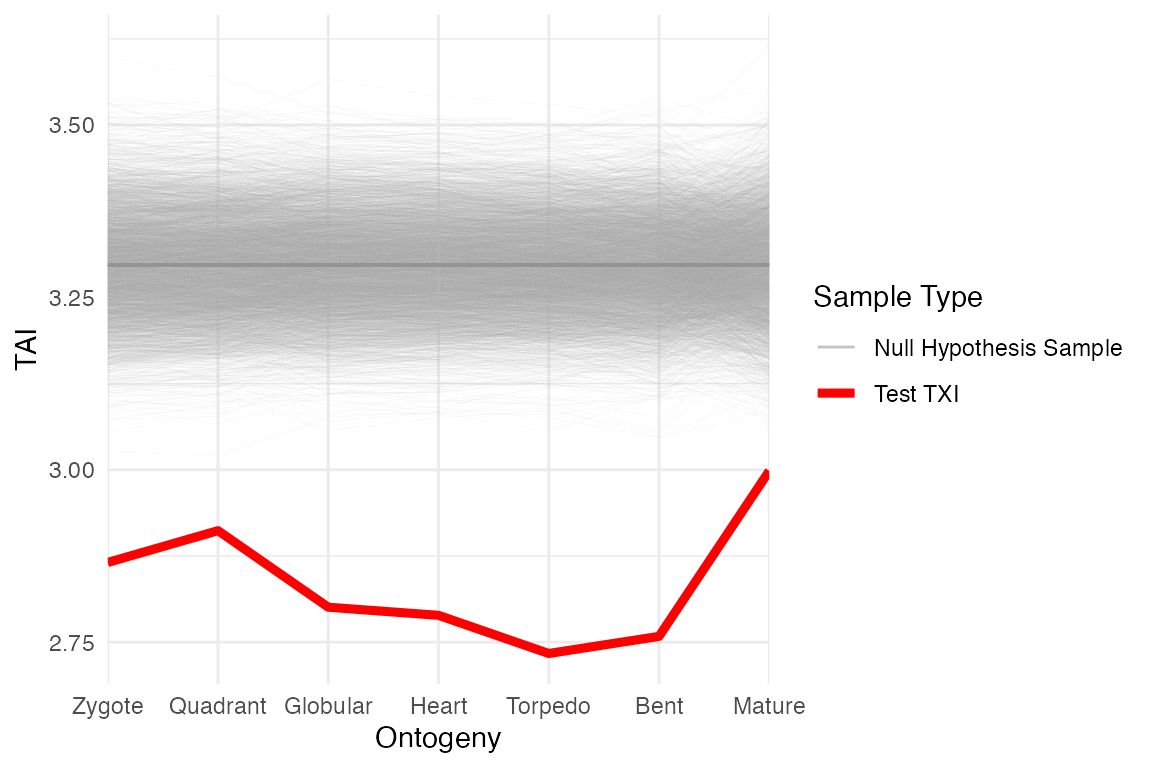 3.50
3.25
3.00
2.75
TAI
Zygote Quadrant Globular Heart Torpedo Bent Mature
Ontogeny
Sample Type
Null Hypothesis Sample
Test TXI